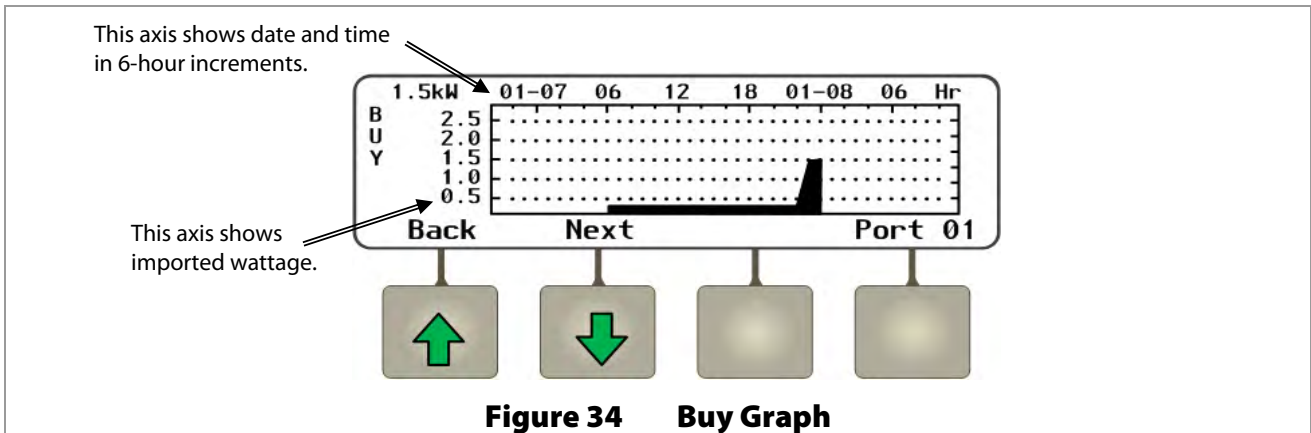 This axis shows date and time
in 6-hour increments.
1.5kW 01-07 06 12 18 01-08 06 Hr
BUY
2.5
2.0
1.5
1.0
0.5
This axis shows
imported wattage.
Back Next Port 01
Figure 34 Buy Graph